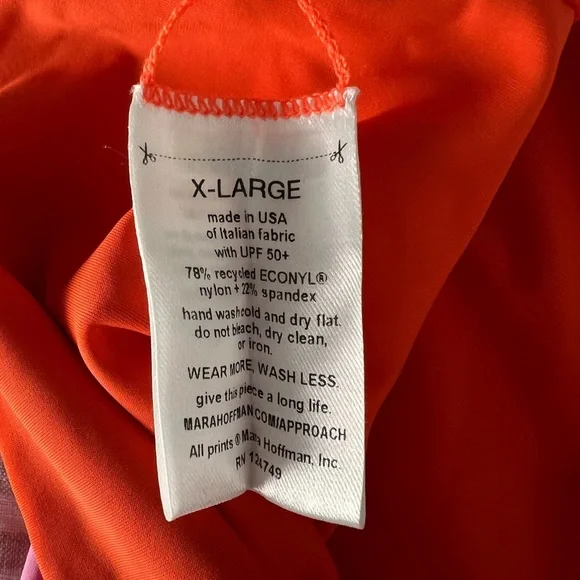 X-LARGE
made in USA
of Italian fabric
with UPF 50+
78% recycled ECONYL®
nylon + 22% spandex
hand wash cold and dry flat.
do not bleach, dry clean,
or iron.
WEAR MORE, WASH LESS.
give this piece a long life.
MARAHOFFMAN.COM/APPROACH
All prints © Mara Hoffman, Inc.
RN 124749